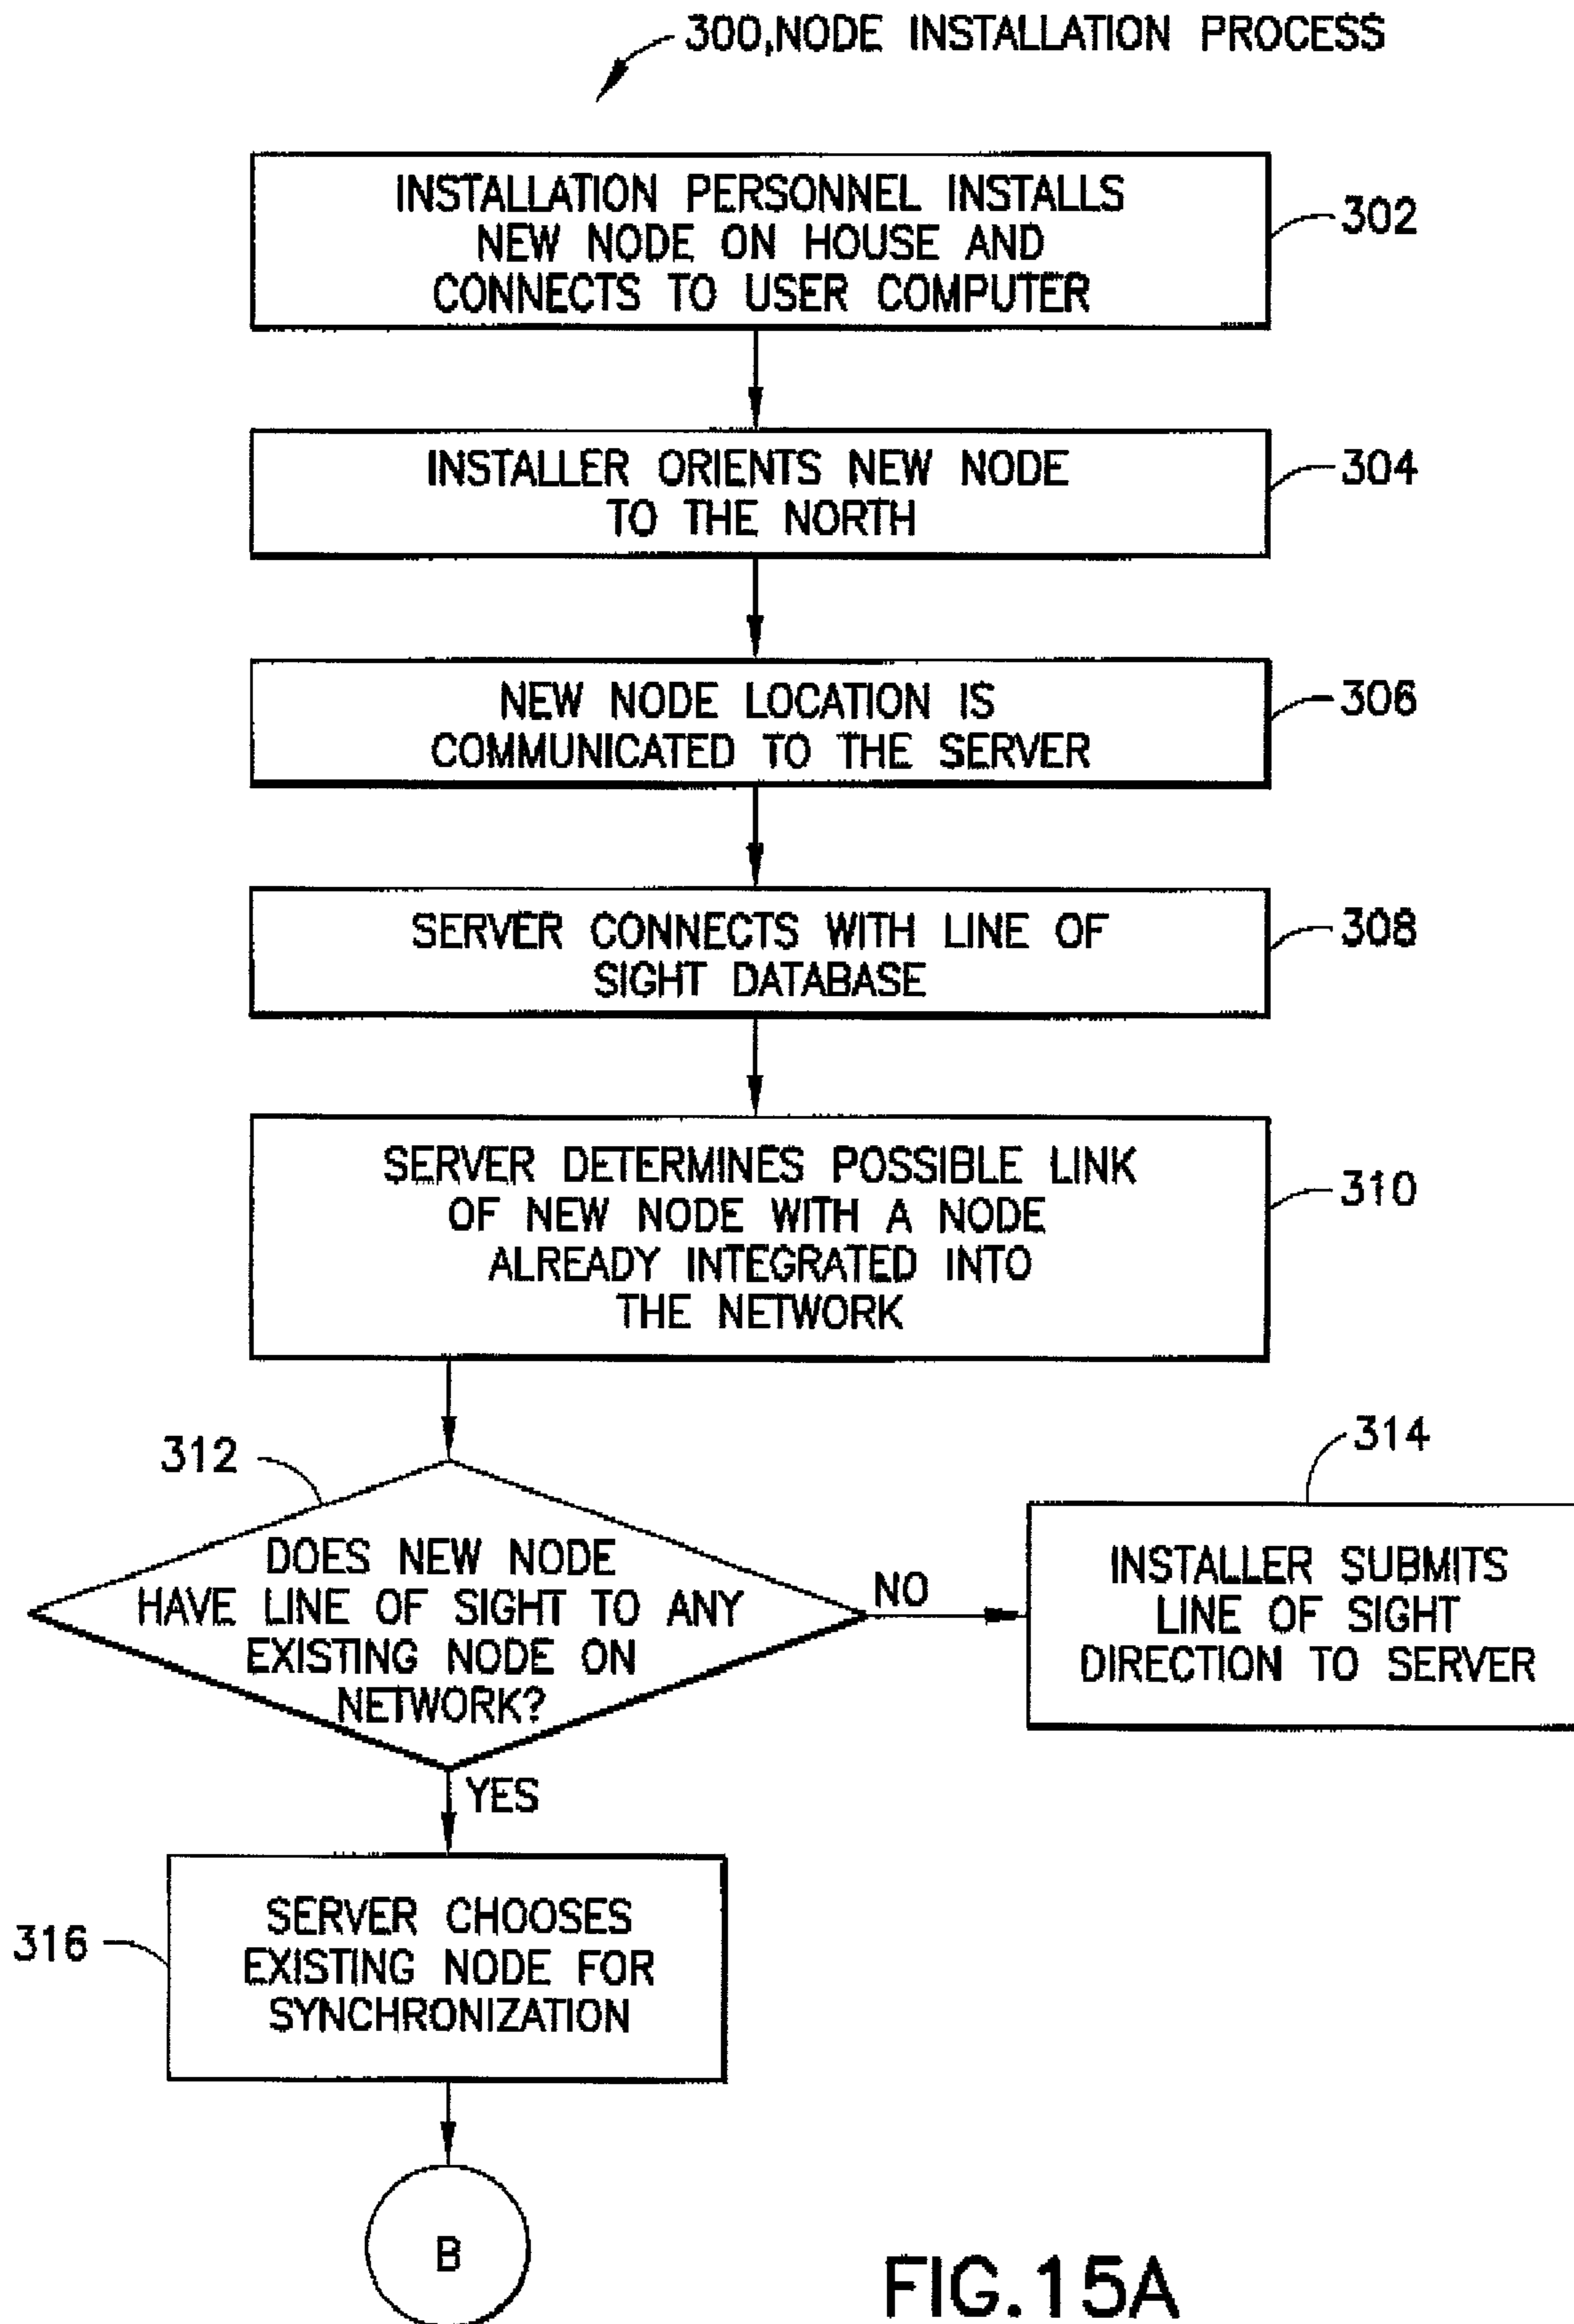 300,NODE INSTALLATION PROCESS
INSTALLATION PERSONNEL INSTALLS
NEW NODE ON HOUSE AND
CONNECTS TO USER COMPUTER
302
INSTALLER ORIENTS NEW NODE
TO THE NORTH
304
NEW NODE LOCATION IS
COMMUNICATED TO THE SERVER
306
SERVER CONNECTS WITH LINE OF
SIGHT DATABASE
308
SERVER DETERMINES POSSIBLE LINK
OF NEW NODE WITH A NODE
ALREADY INTEGRATED INTO
THE NETWORK
310
312
DOES NEW NODE
HAVE LINE OF SIGHT TO ANY
EXISTING NODE ON
NETWORK?
NO
314
INSTALLER SUBMITS
LINE OF SIGHT
DIRECTION TO SERVER
YES
316
SERVER CHOOSES
EXISTING NODE FOR
SYNCHRONIZATION
B
FIG.15A